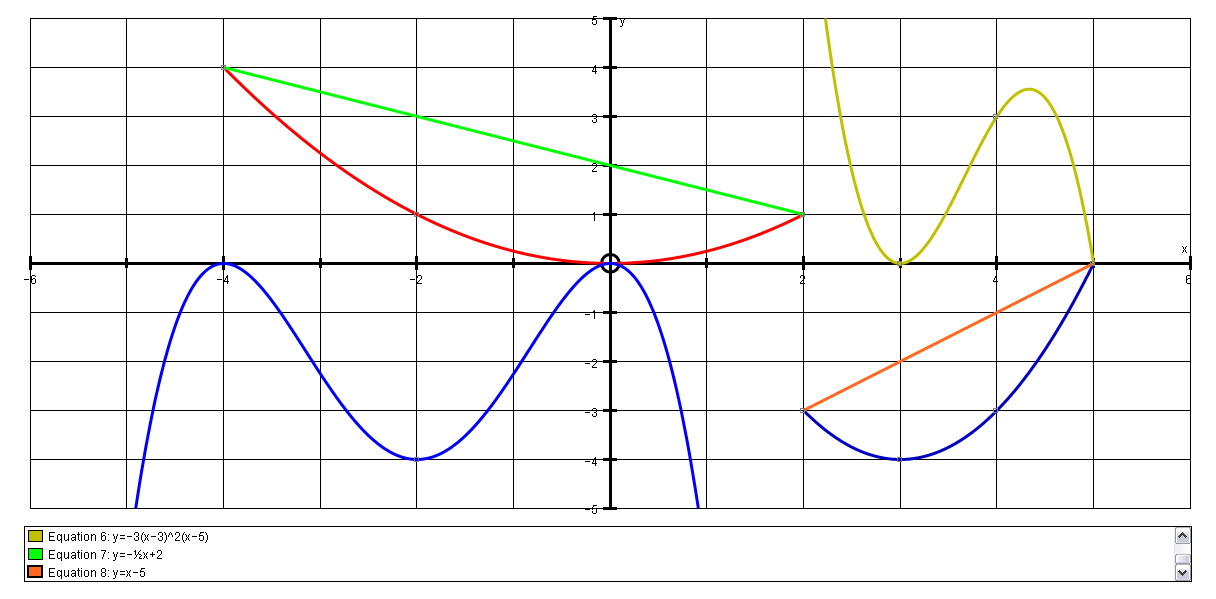 5 y
4
3
2
1
x
-6 -4 -2 2 4 6
-1
-2
-3
-4
-5
Equation 6: y=-3(x-3)^2(x-5)
Equation 7: y=-½x+2
Equation 8: y=x-5